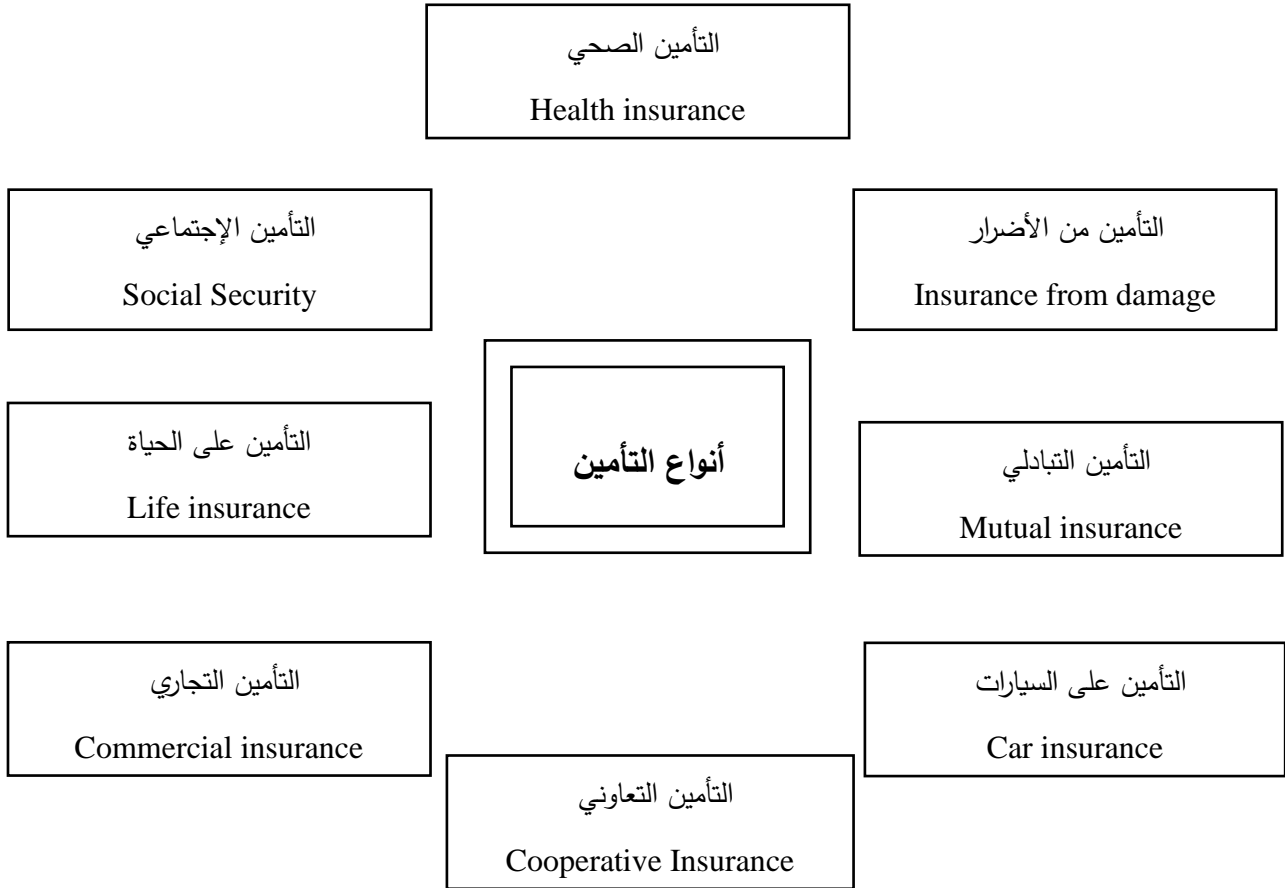 التأمين الصحي
Health insurance
التأمين من الأضرار
Insurance from damage
التأمين الإجتماعي
Social Security
أنواع التأمين
التأمين التبادلي
Mutual insurance
التأمين على الحياة
Life insurance
التأمين على السيارات
Car insurance
التأمين التجاري
Commercial insurance
التأمين التعاوني
Cooperative Insurance